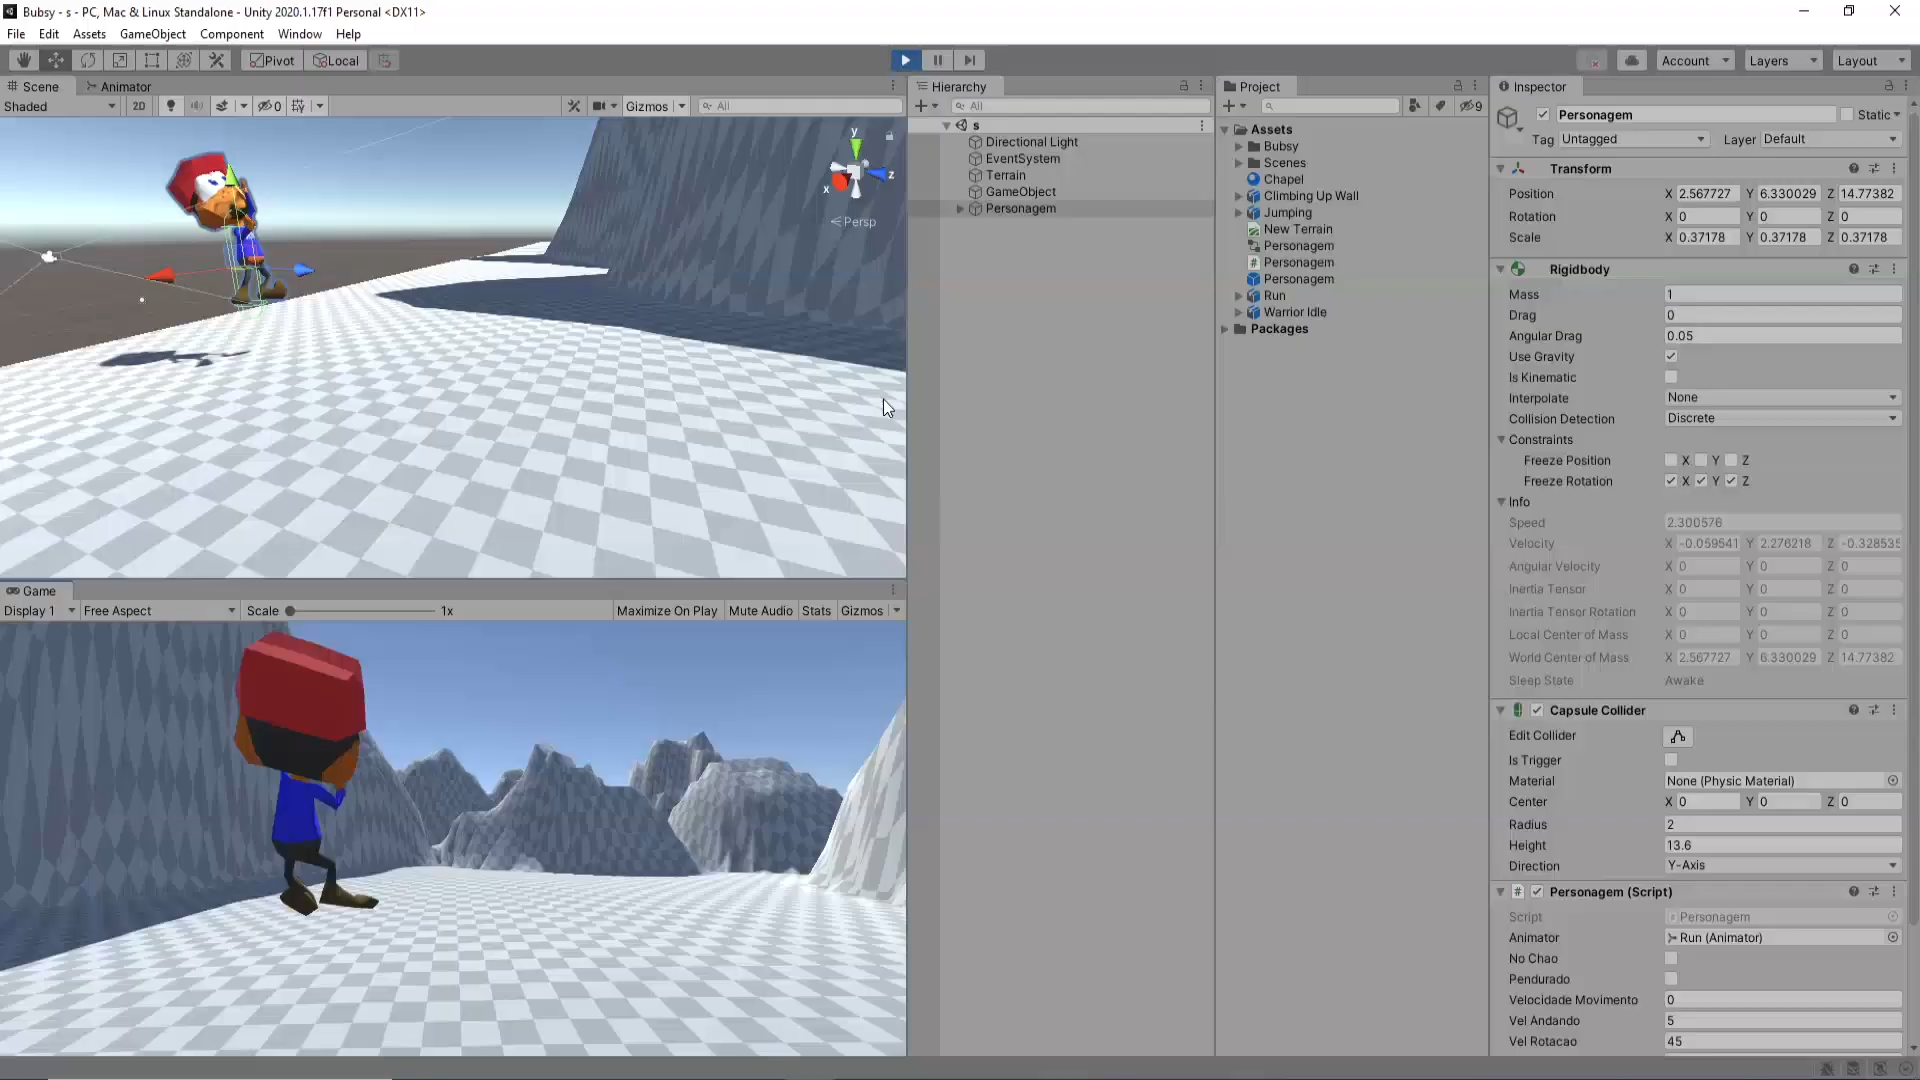 Bubsy - s - PC, Mac & Linux Standalone - Unity 2020.1.17f1 Personal <DX11>
File Edit Assets GameObject Component Window Help
Pivot Local Account Layers Layout
Scene Animator
Shaded 2D 0 Gizmos All
y
z
x
Persp
Game
Display 1 Free Aspect Scale 1x Maximize On Play Mute Audio Stats Gizmos
Hierarchy
All
s
Directional Light
EventSystem
Terrain
GameObject
Personagem
Project
9
Assets
Bubsy
Scenes
Chapel
Climbing Up Wall
Jumping
New Terrain
Personagem
Personagem
Personagem
Run
Warrior Idle
Packages
Inspector
Personagem Static
Tag Untagged Layer Default
Transform
Position X 2.567727 Y 6.330029 Z 14.77382
Rotation X 0 Y 0 Z 0
Scale X 0.37178 Y 0.37178 Z 0.37178
Rigidbody
Mass 1
Drag 0
Angular Drag 0.05
Use Gravity
Is Kinematic
Interpolate None
Collision Detection Discrete
Constraints
Freeze Position X Y Z
Freeze Rotation X Y Z
Info
Speed 2.300576
Velocity X -0.059541 Y 2.276218 Z -0.328535
Angular Velocity X 0 Y 0 Z 0
Inertia Tensor X 0 Y 0 Z 0
Inertia Tensor Rotation X 0 Y 0 Z 0
Local Center of Mass X 0 Y 0 Z 0
World Center of Mass X 2.567727 Y 6.330029 Z 14.77382
Sleep State Awake
Capsule Collider
Edit Collider
Is Trigger
Material None (Physic Material)
Center X 0 Y 0 Z 0
Radius 2
Height 13.6
Direction Y-Axis
# Personagem (Script)
Script Personagem
Animator Run (Animator)
No Chao
Pendurado
Velocidade Movimento 0
Vel Andando 5
Vel Rotacao 45